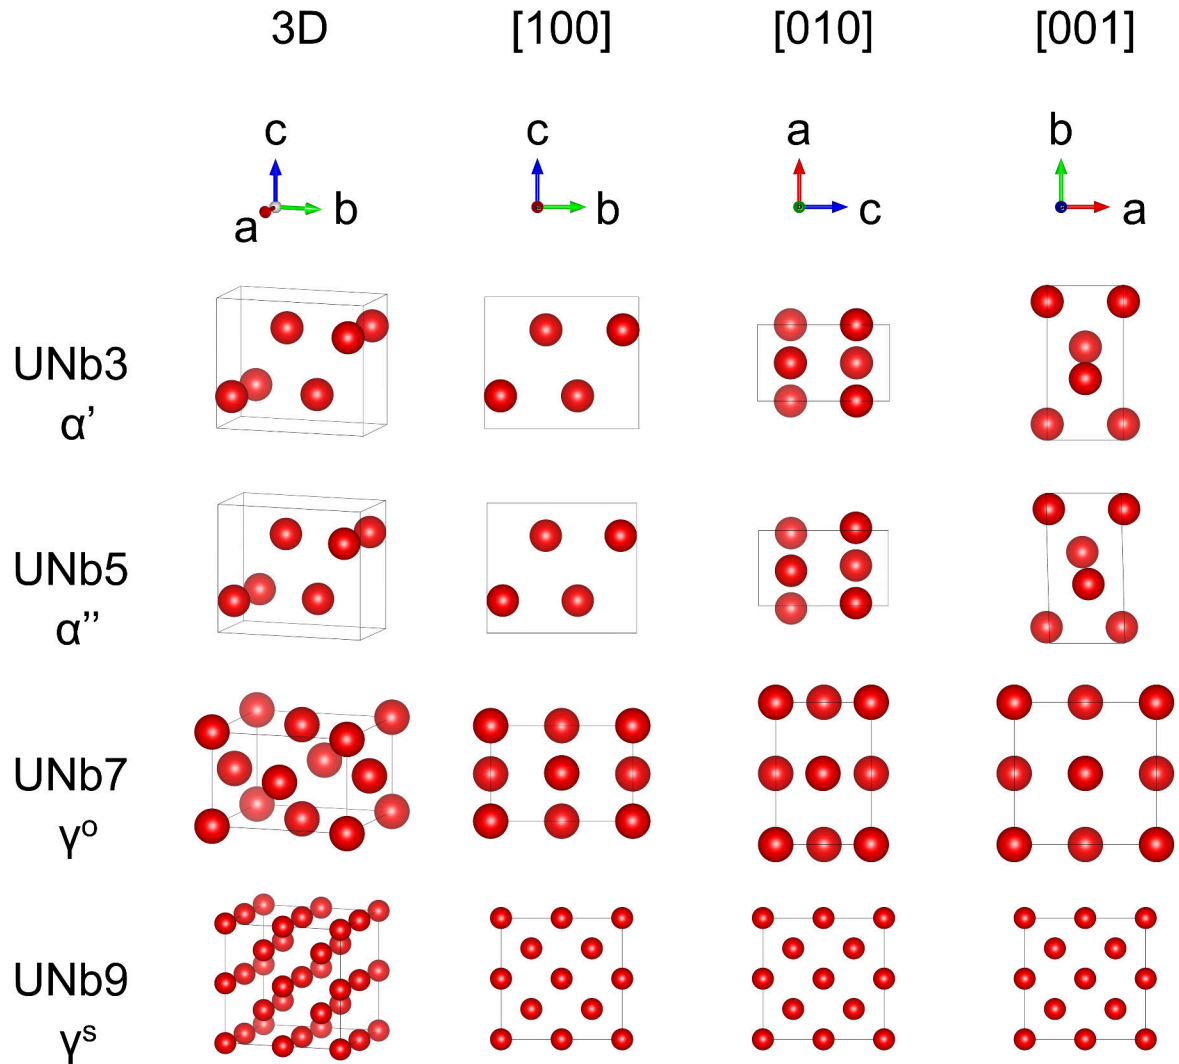 3D [100] [010] [001]
c c a b
a b b c a
UNb3
α’
UNb5
α’’
UNb7
γᵒ
UNb9
γˢ